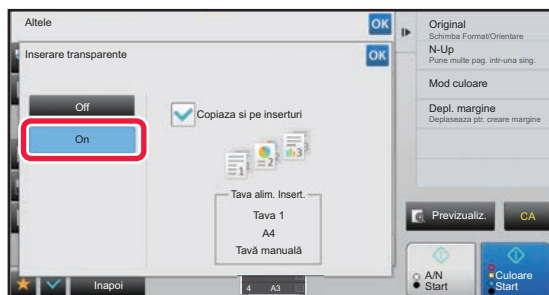 Altele
OK
Inserare transparente
OK
Off
On
Copiaza si pe inserturi
1
2
3
Tava alim. Insert.
Tava 1
A4
Tavă manuală
Inapoi
4 A3
Original
Schimba Format/Orientare
N-Up
Pune multe pag. intr-una sing.
Mod culoare
Depl. margine
Deplaseaza ptr. creare margine
Previzualiz.
CA
A/N
Start
Culoare
Start